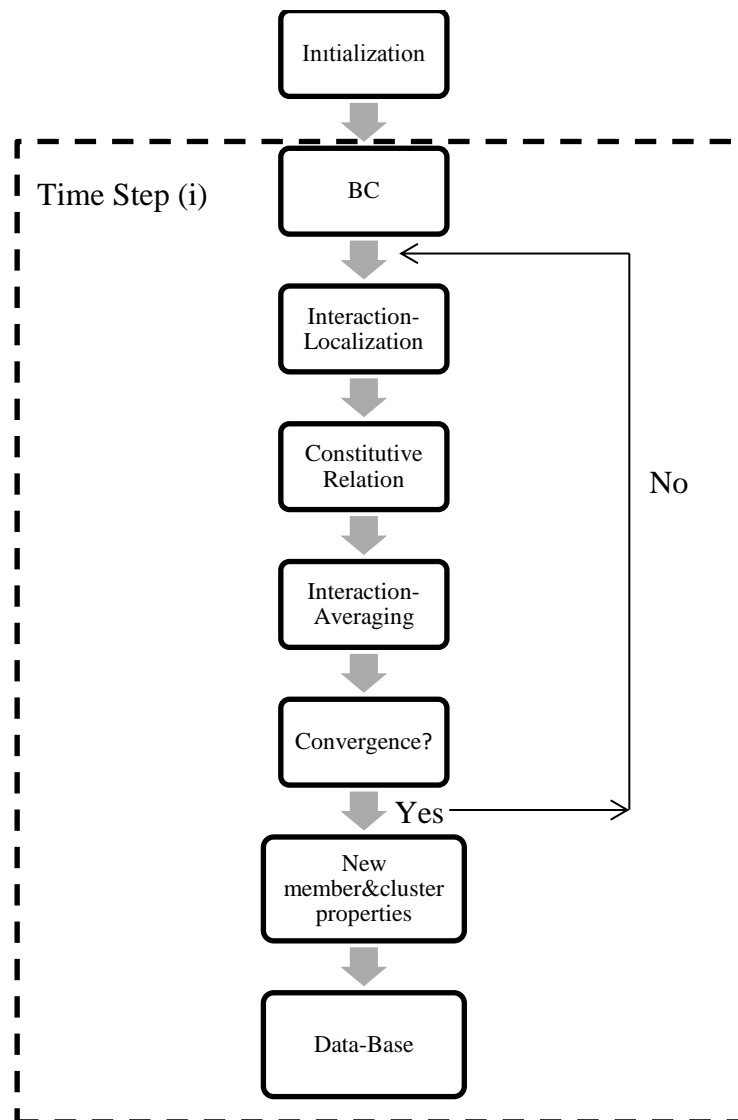 Initialization
Time Step (i)
BC
Interaction-
Localization
Constitutive
Relation
No
Interaction-
Averaging
Convergence?
Yes
New
member&cluster
properties
Data-Base